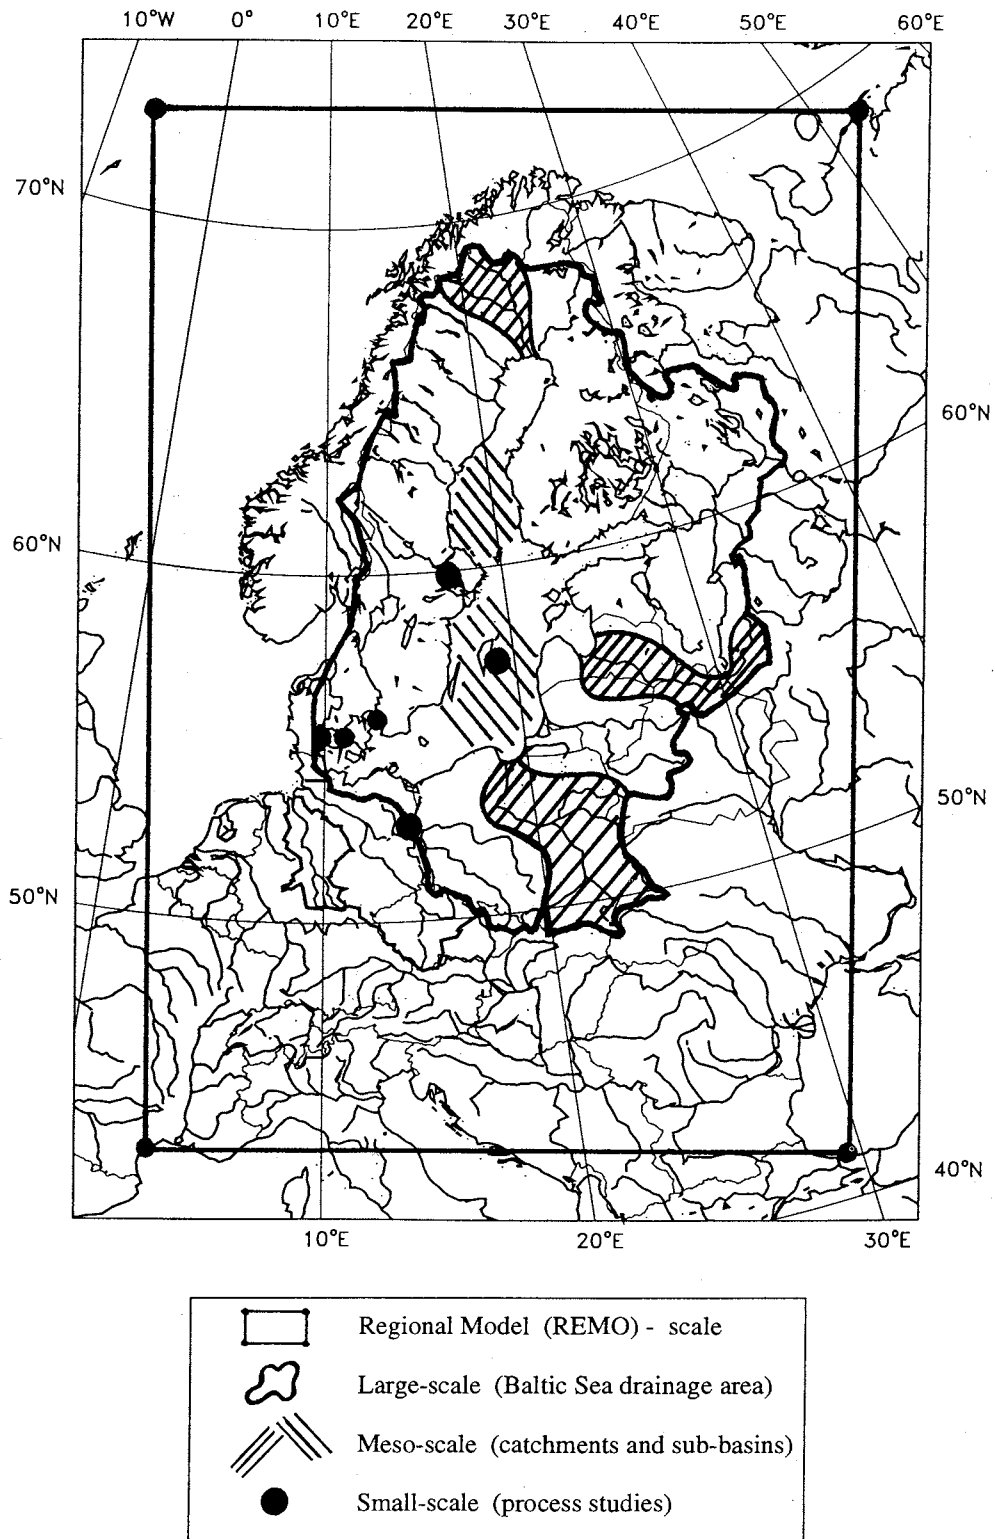 10°W 0° 10°E 20°E 30°E 40°E 50°E 60°E
70°N
60°N
60°N
50°N
50°N
40°N
10°E 20°E 30°E
Regional Model (REMO) - scale
Large-scale (Baltic Sea drainage area)
Meso-scale (catchments and sub-basins)
Small-scale (process studies)